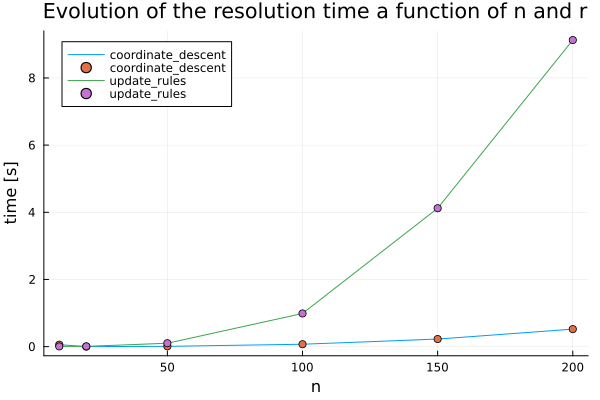 Evolution of the resolution time a function of n and r
coordinate_descent
coordinate_descent
update_rules
update_rules
time [s]
8
6
4
2
0
50
100
150
200
n